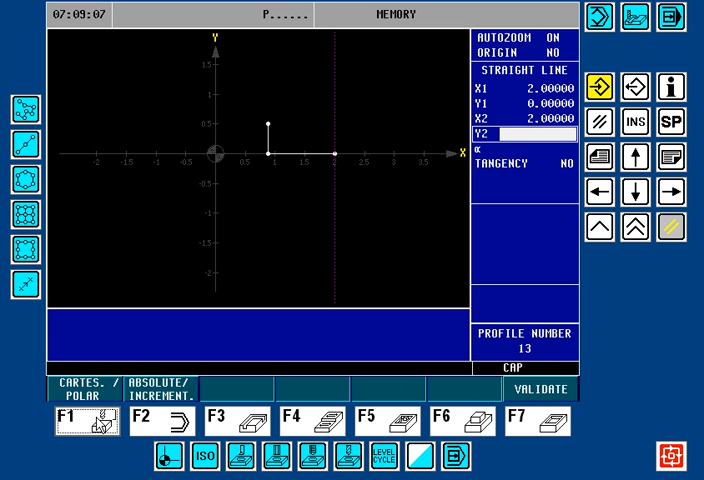 07:09:07 P...... MEMORY
AUTOZOOM ON
ORIGIN NO
STRAIGHT LINE
X1 2.00000
Y1 0.00000
X2 2.00000
Y2
α
TANGENCY NO
Y
1.5
1
0.5
-2 -1.5 -1 -0.5 0.5 1 1.5 2 2.5 3 3.5 X
-0.5
-1
-1.5
-2
INS SP
PROFILE NUMBER
13
CAP
CARTES. /
POLAR
ABSOLUTE/
INCREMENT.
VALIDATE
F1 F2 F3 F4 F5 F6 F7
ISO LEVEL
CYCLE